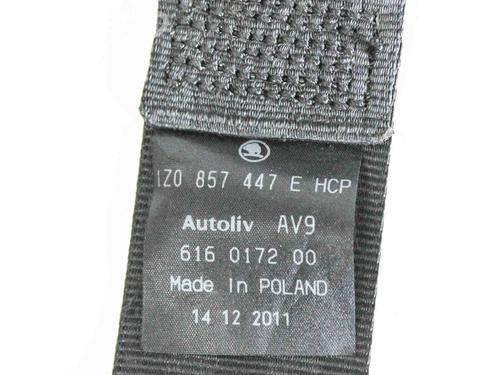 1Z0 857 447 E HCP
Autoliv AV9
616 0172 00
Made In POLAND
14 12 2011